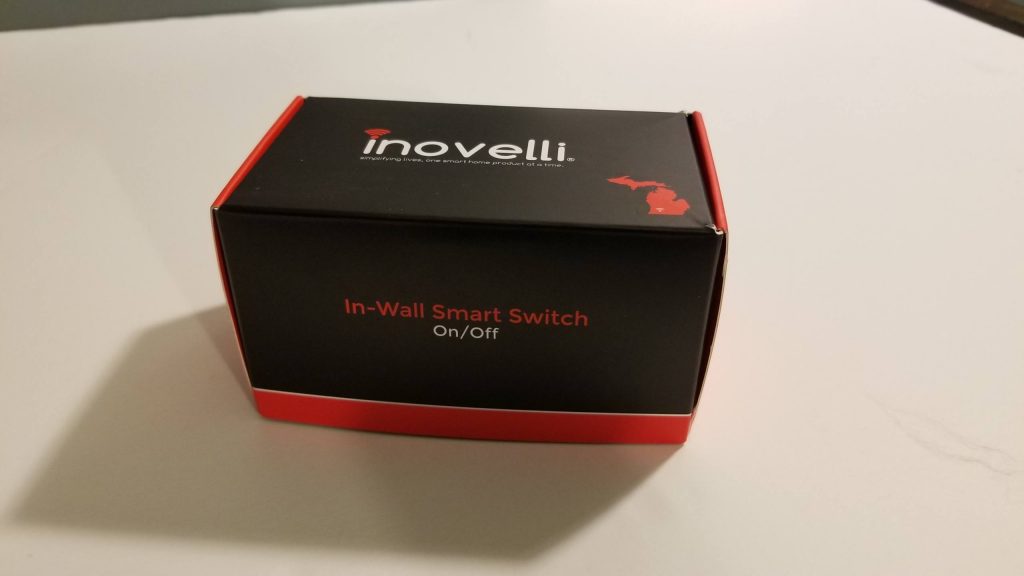 inovelli®
simplifying lives, one smart home product at a time.
In-Wall Smart Switch
On/Off